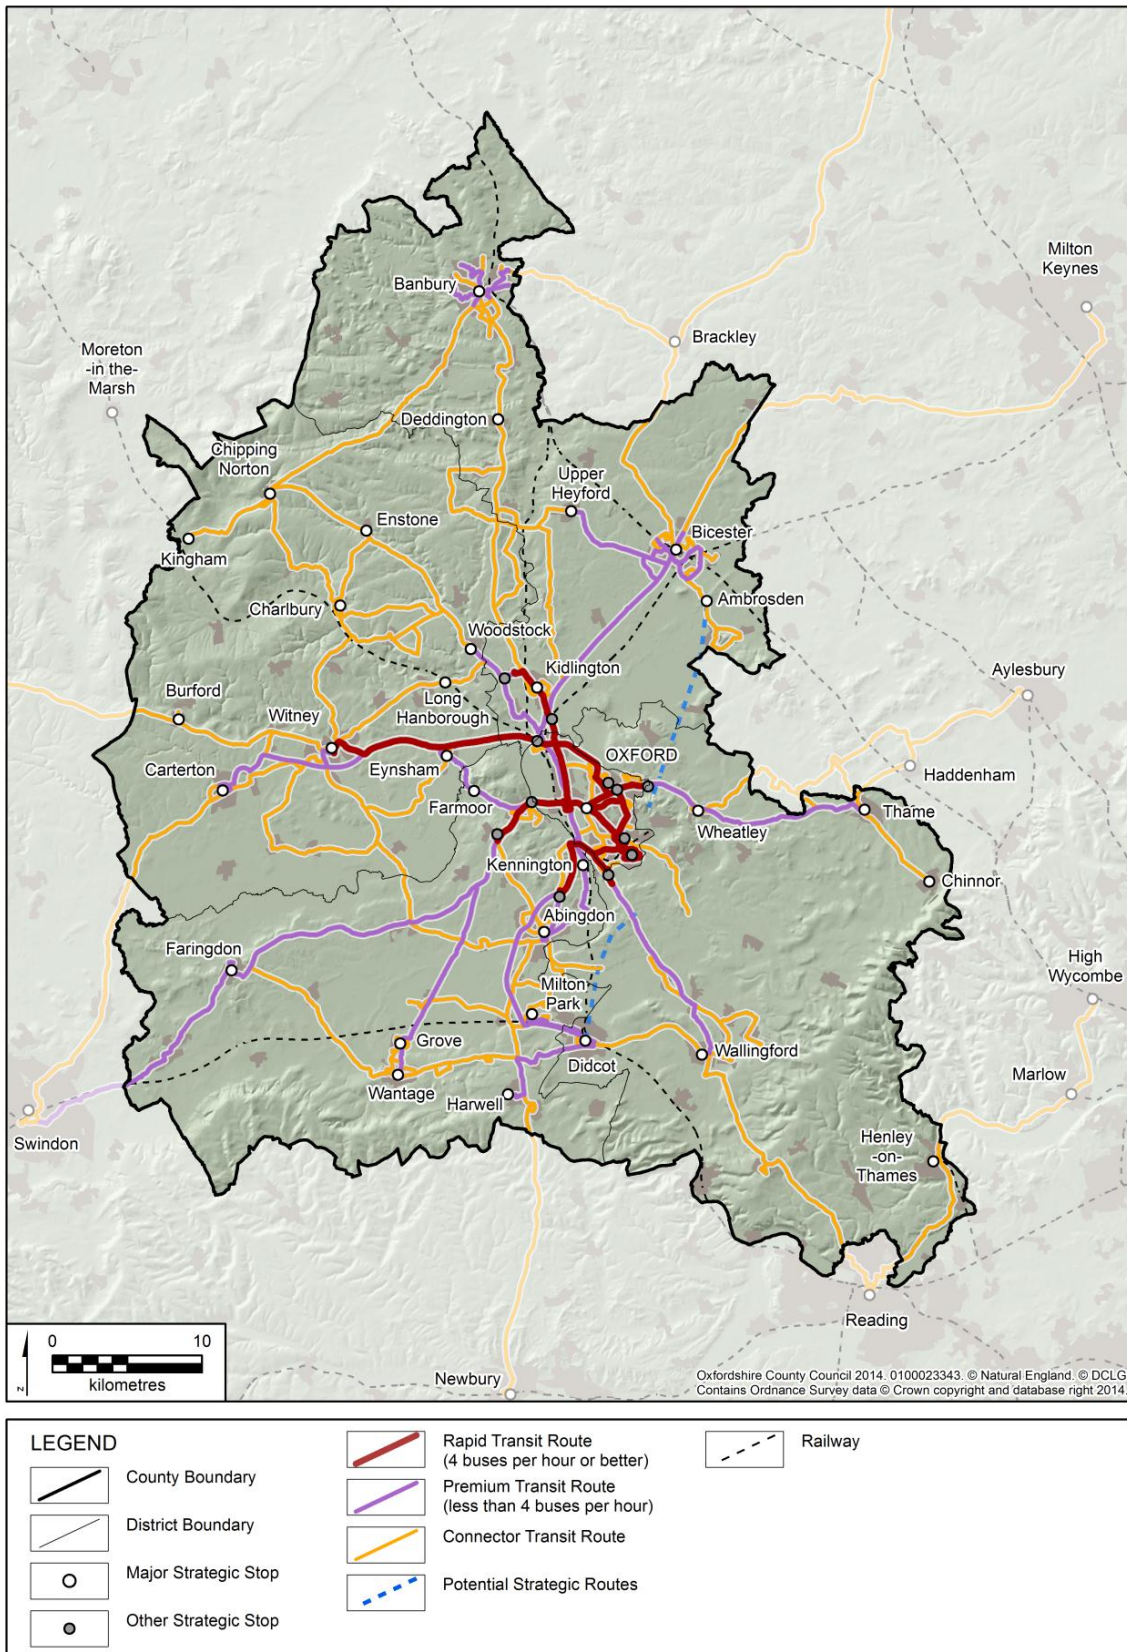 Milton
Keynes
Banbury
Brackley
Moreton
-in the-
Marsh
Deddington
Chipping
Norton
Upper
Heyford
Enstone
Bicester
Kingham
Charlbury
Ambrosden
Woodstock
Kidlington
Aylesbury
Burford
Long
Hanborough
Witney
OXFORD
Carterton
Eynsham
Haddenham
Farmoor
Wheatley
Thame
Kennington
Chinnor
Abingdon
Faringdon
High
Wycombe
Milton
Park
Grove
Wallingford
Didcot
Wantage
Harwell
Marlow
Swindon
Henley
-on-
Thames
Reading
0 10
kilometres
z
Newbury
Oxfordshire County Council 2014. 0100023343. © Natural England. © DCLG
Contains Ordnance Survey data © Crown copyright and database right 2014.
LEGEND
County Boundary
District Boundary
Major Strategic Stop
Other Strategic Stop
Rapid Transit Route
(4 buses per hour or better)
Premium Transit Route
(less than 4 buses per hour)
Connector Transit Route
Potential Strategic Routes
Railway